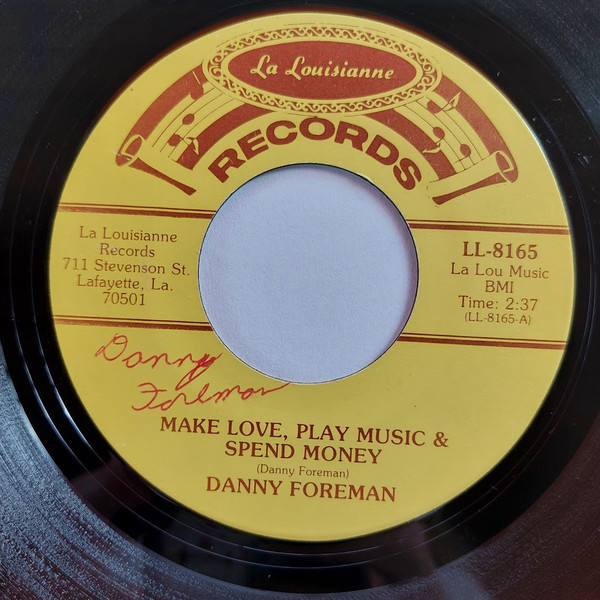 La Louisianne
RECORDS
La Louisianne
Records
711 Stevenson St.
Lafayette, La.
70501
LL-8165
La Lou Music
BMI
Time: 2:37
(LL-8165-A)
Danny
Foreman
MAKE LOVE, PLAY MUSIC &
SPEND MONEY
(Danny Foreman)
DANNY FOREMAN